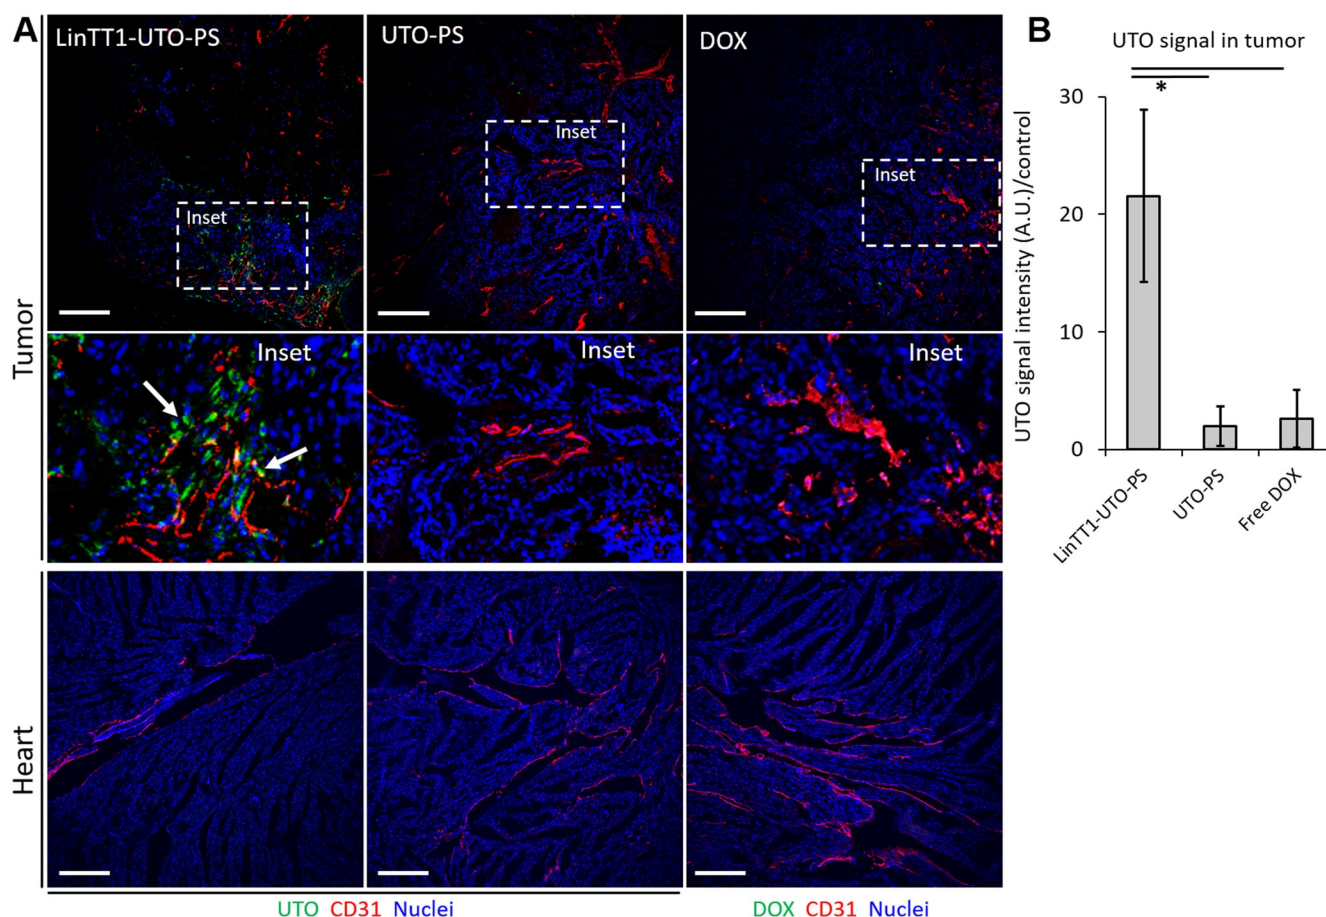 A
LinTT1-UTO-PS
UTO-PS
DOX
Inset
Inset
Inset
Tumor
Inset
Inset
Inset
Heart
UTO CD31 Nuclei
DOX CD31 Nuclei
B
UTO signal in tumor
*
UTO signal intensity (A.U.)/control
30
20
10
0
LinTT1-UTO-PS
UTO-PS
Free DOX